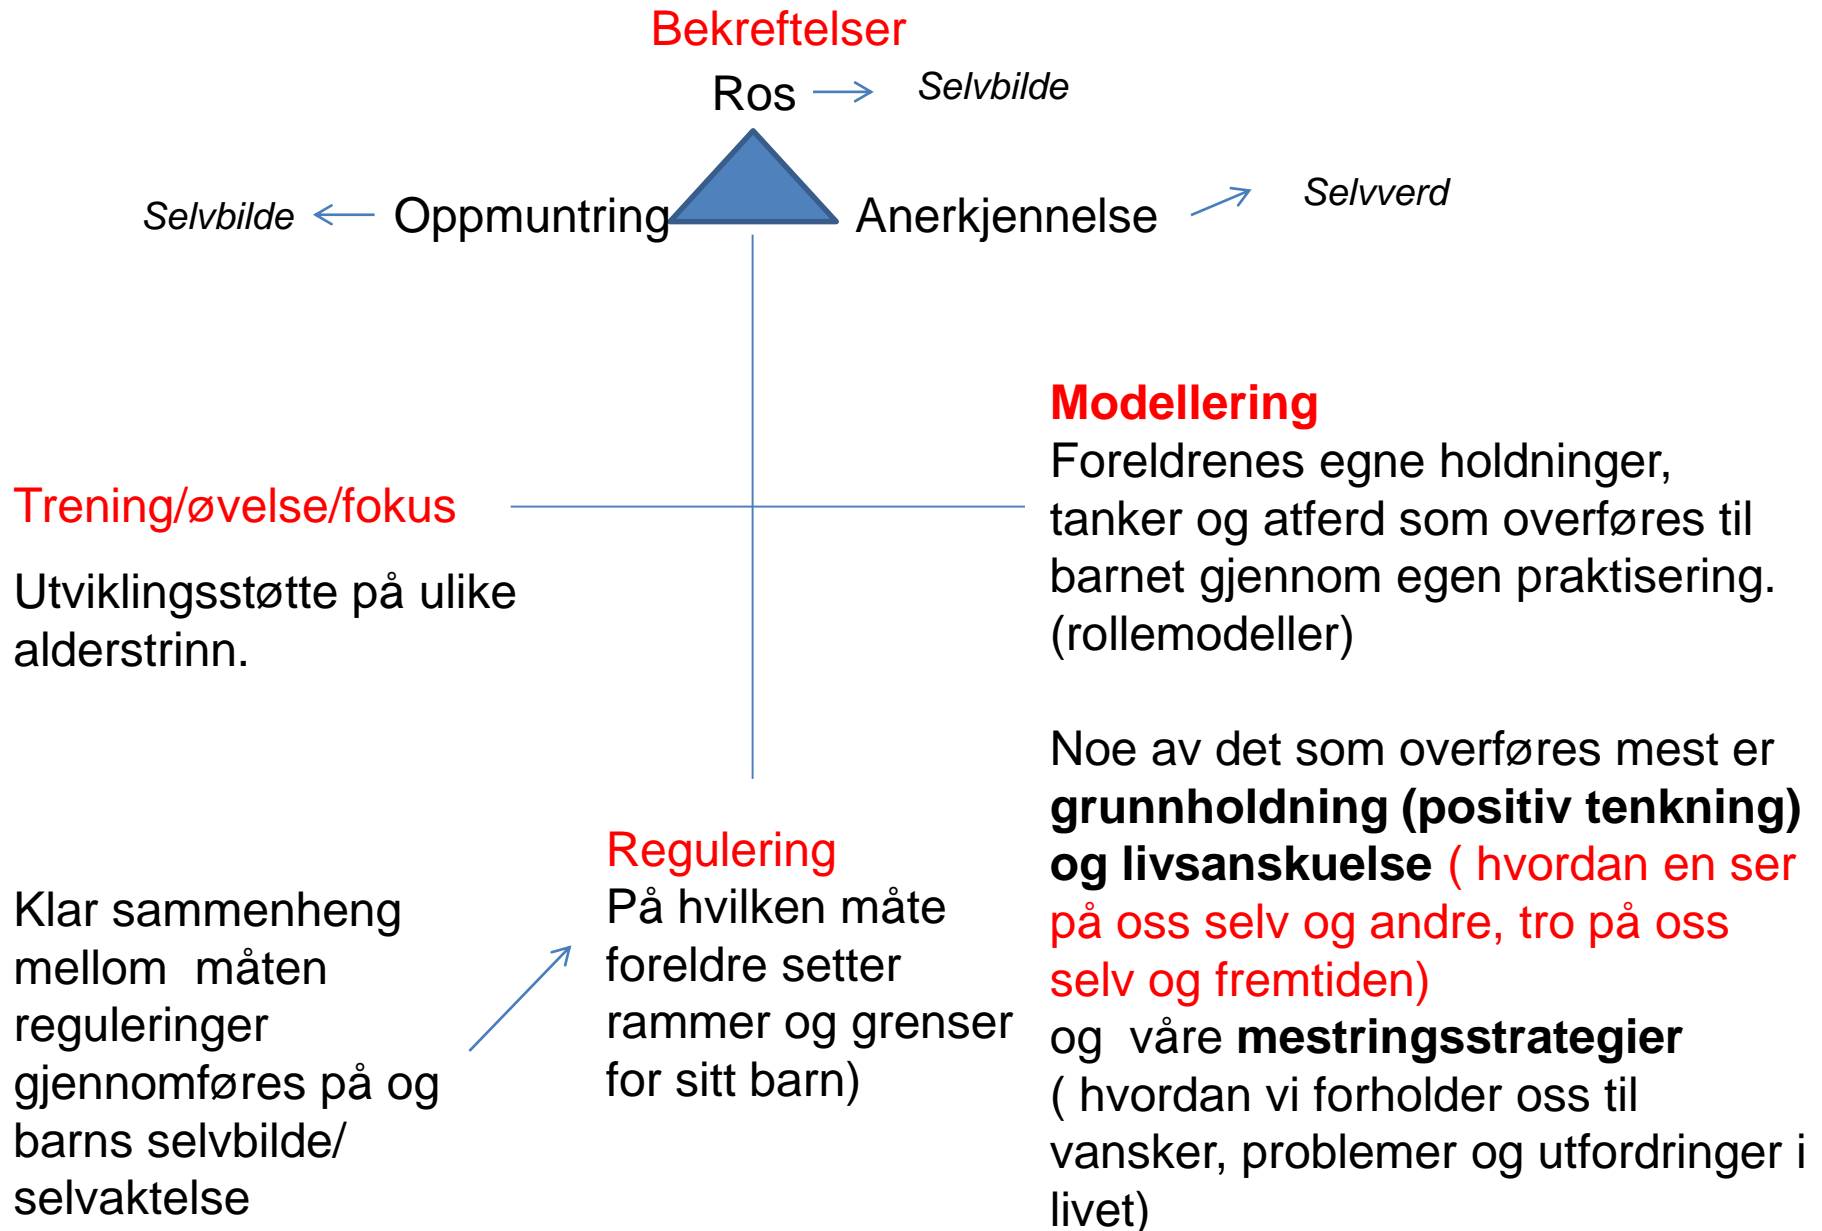 Bekreftelser
Ros
Selvbilde
Selvbilde
Oppmuntring
Anerkjennelse
Selvverd
Trening/øvelse/fokus
Utviklingsstøtte på ulike
alderstrinn.
Modellering
Foreldrenes egne holdninger,
tanker og atferd som overføres til
barnet gjennom egen praktisering.
(rollemodeller)
Noe av det som overføres mest er
grunnholdning (positiv tenkning)
og livsanskuelse ( hvordan en ser
på oss selv og andre, tro på oss
selv og fremtiden)
og  våre mestringsstrategier
( hvordan vi forholder oss til
vansker, problemer og utfordringer i
livet)
Klar sammenheng
mellom  måten
reguleringer
gjennomføres på og
barns selvbilde/
selvaktelse
Regulering
På hvilken måte
foreldre setter
rammer og grenser
for sitt barn)